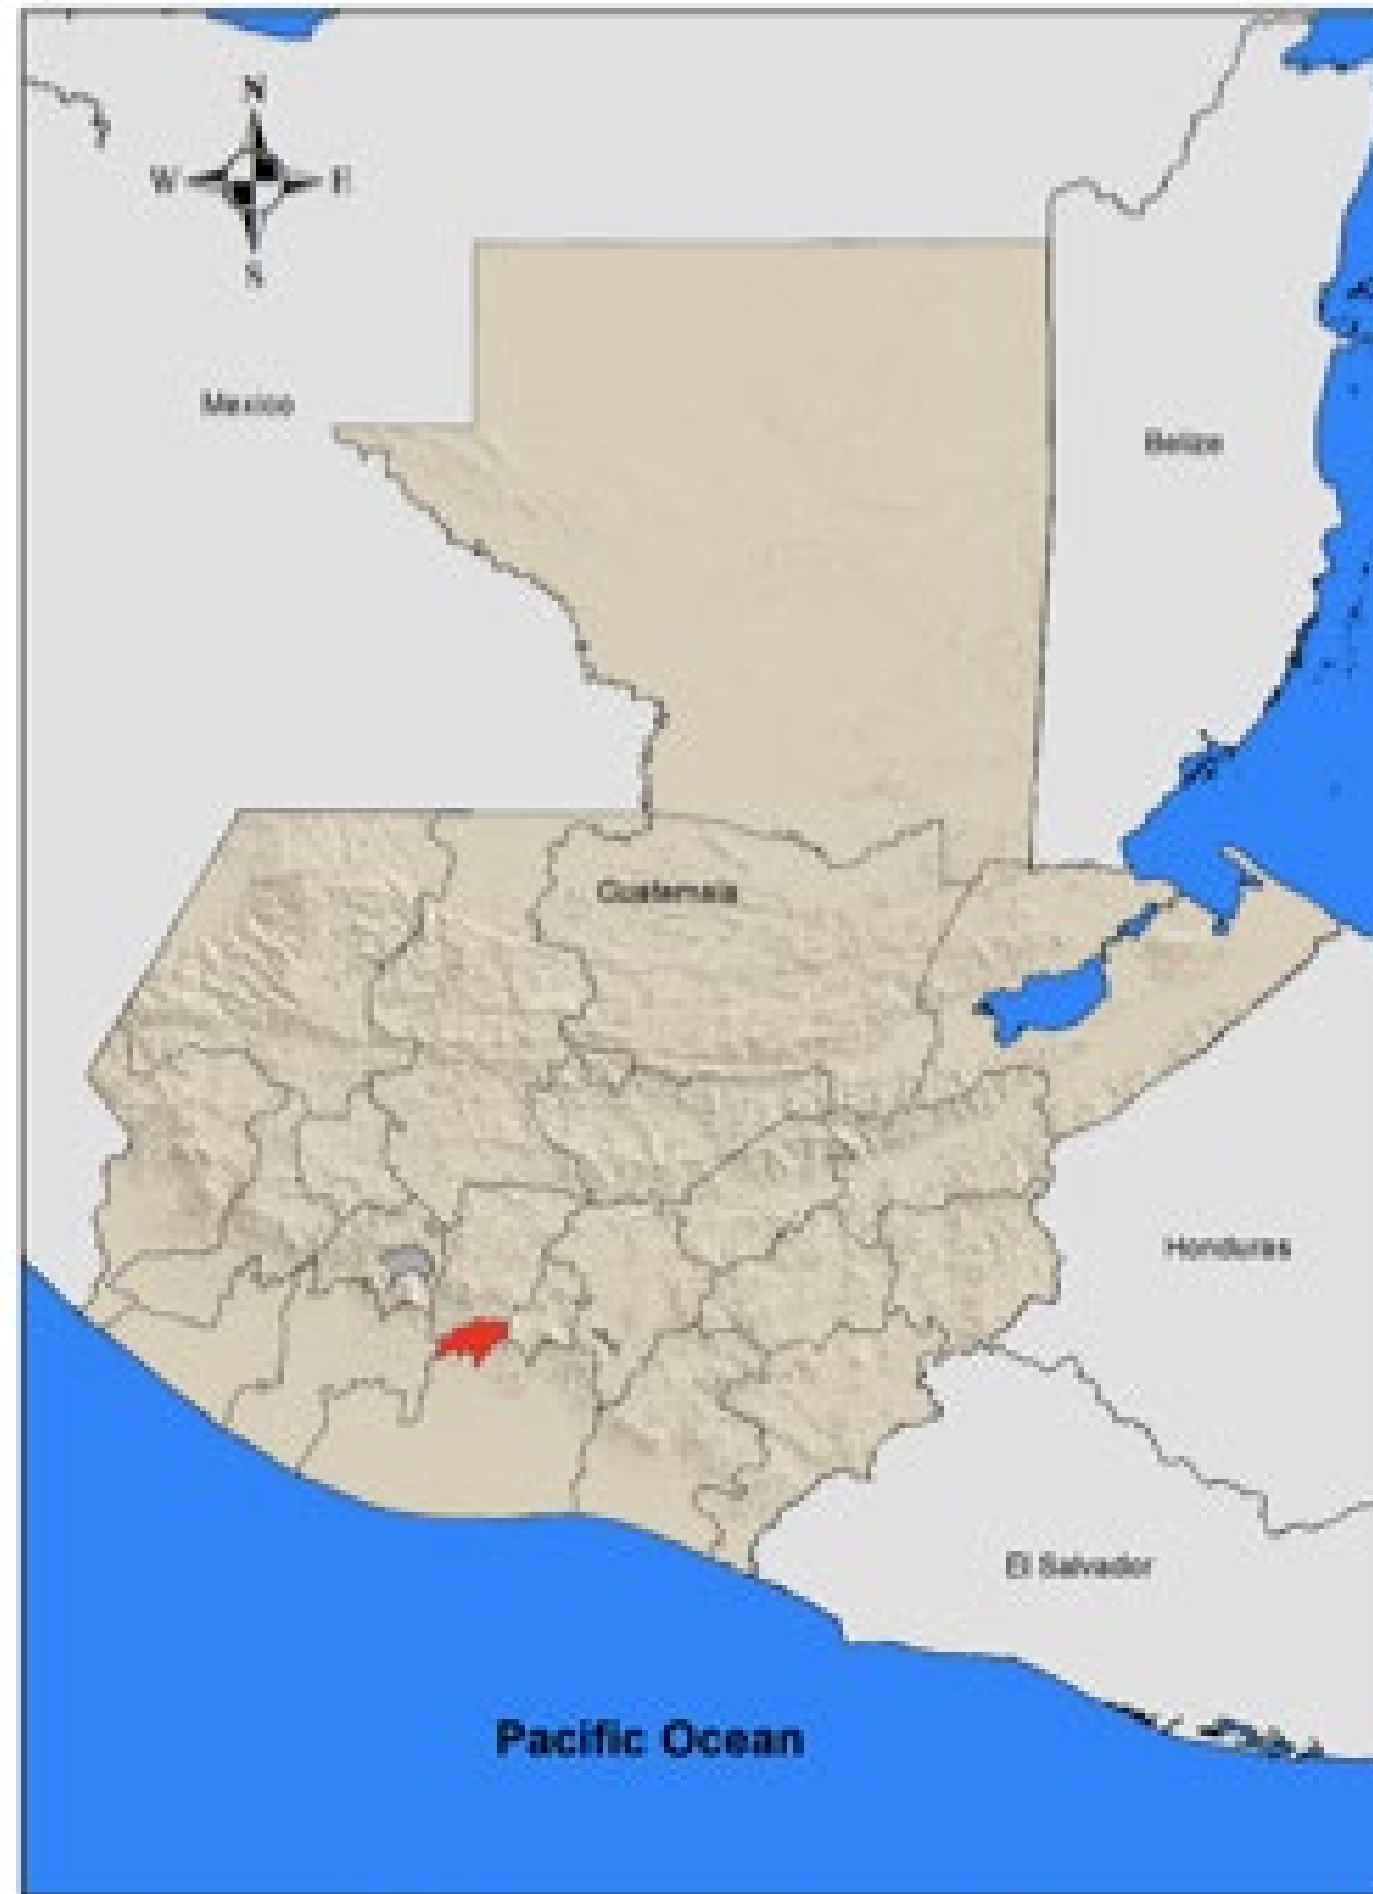 N
W E
S
Mexico
Belize
Guatemala
Honduras
El Salvador
Pacific Ocean